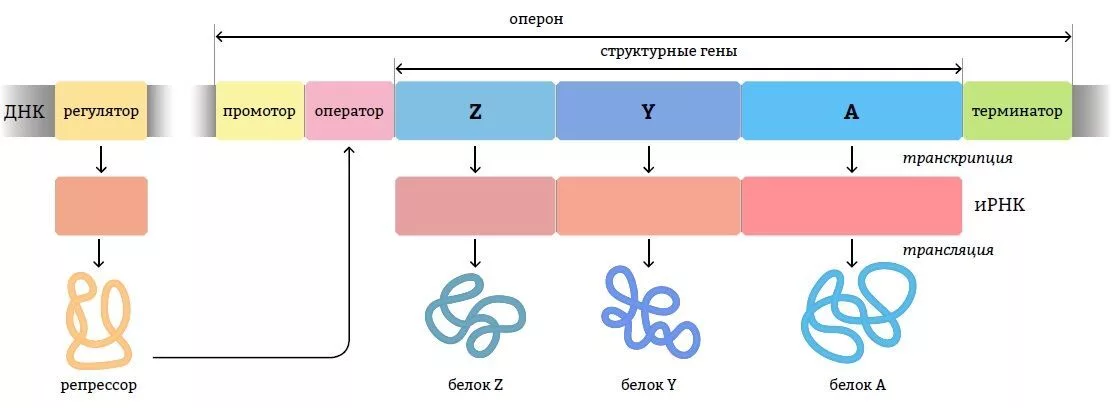 оперон
структурные гены
ДНК
регулятор
промотор
оператор
Z
Y
A
терминатор
транскрипция
иРНК
трансляция
репрессор
белок Z
белок Y
белок A